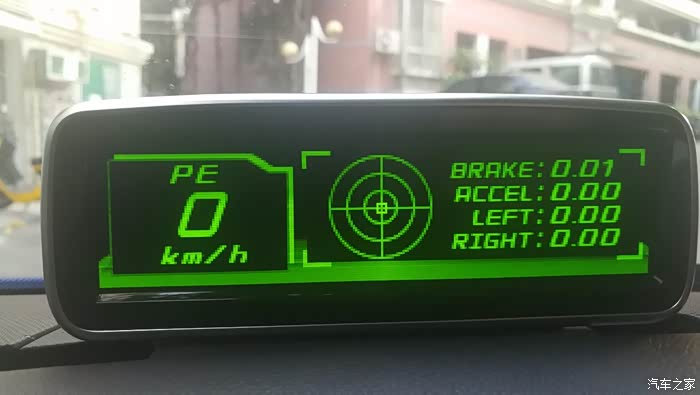 PE
0
km/h
BRAKE: 0.01
ACCEL: 0.00
LEFT: 0.00
RIGHT: 0.00
汽车之家